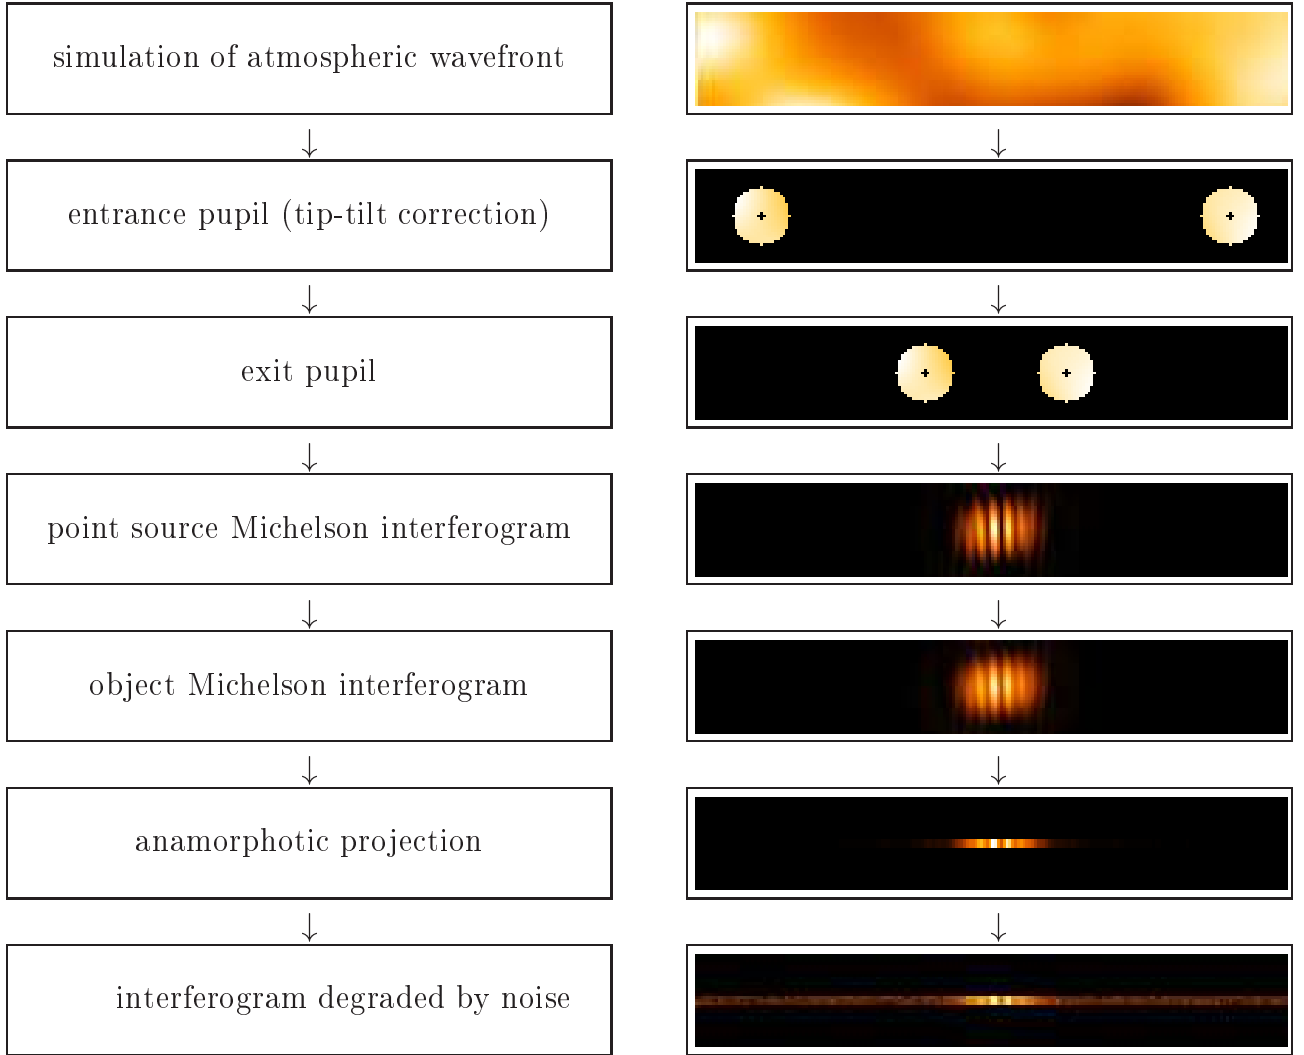 simulation of atmospheric wavefront
entrance pupil (tip-tilt correction)
exit pupil
point source Michelson interferogram
object Michelson interferogram
anamorphotic projection
interferogram degraded by noise